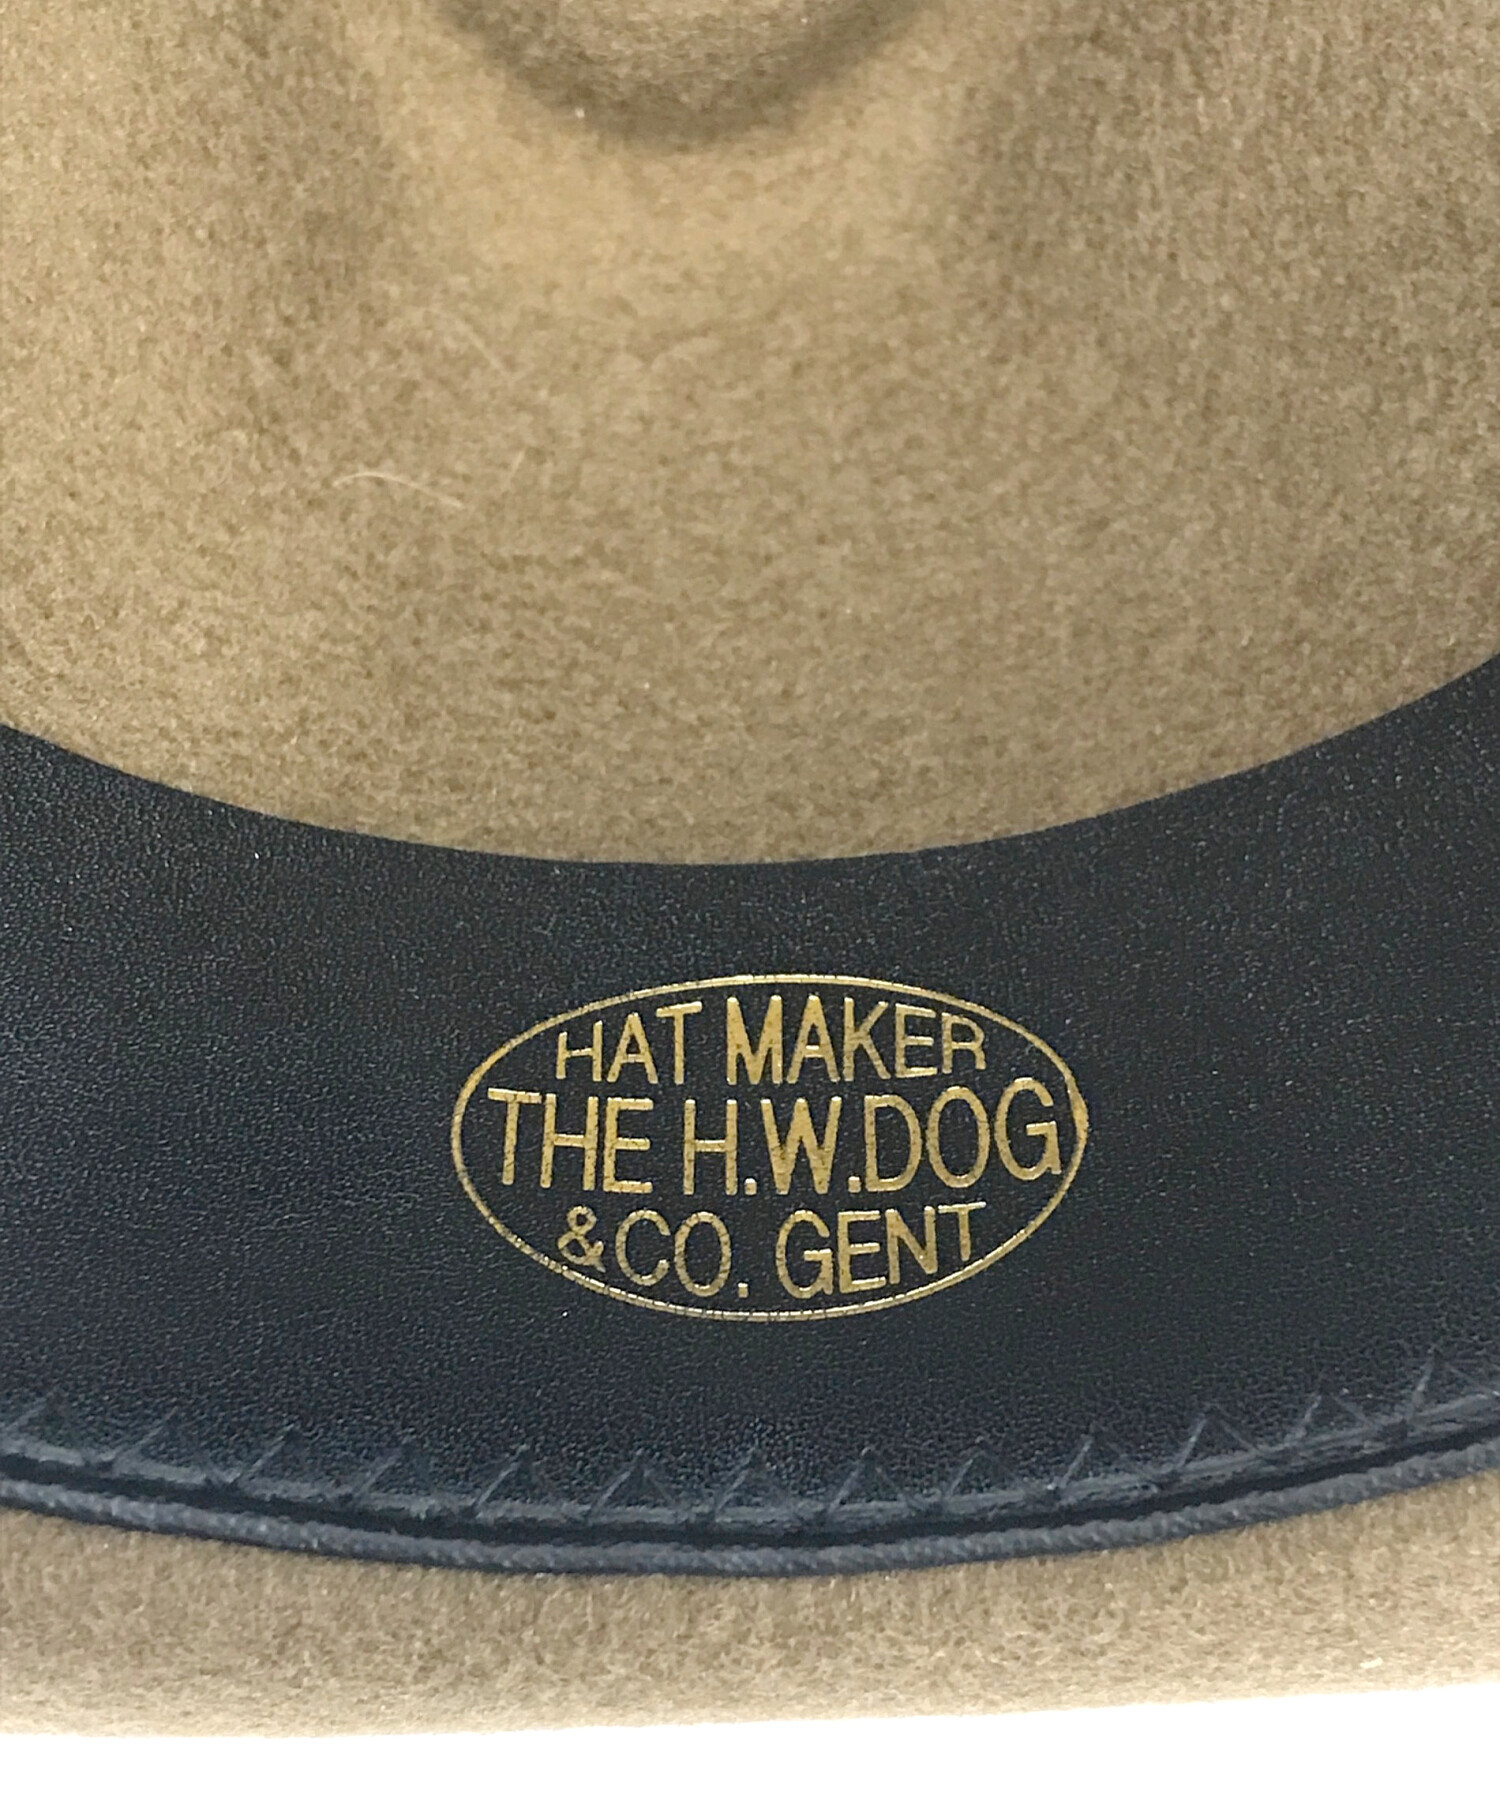 HAT MAKER
THE H.W.DOG
&CO. GENT